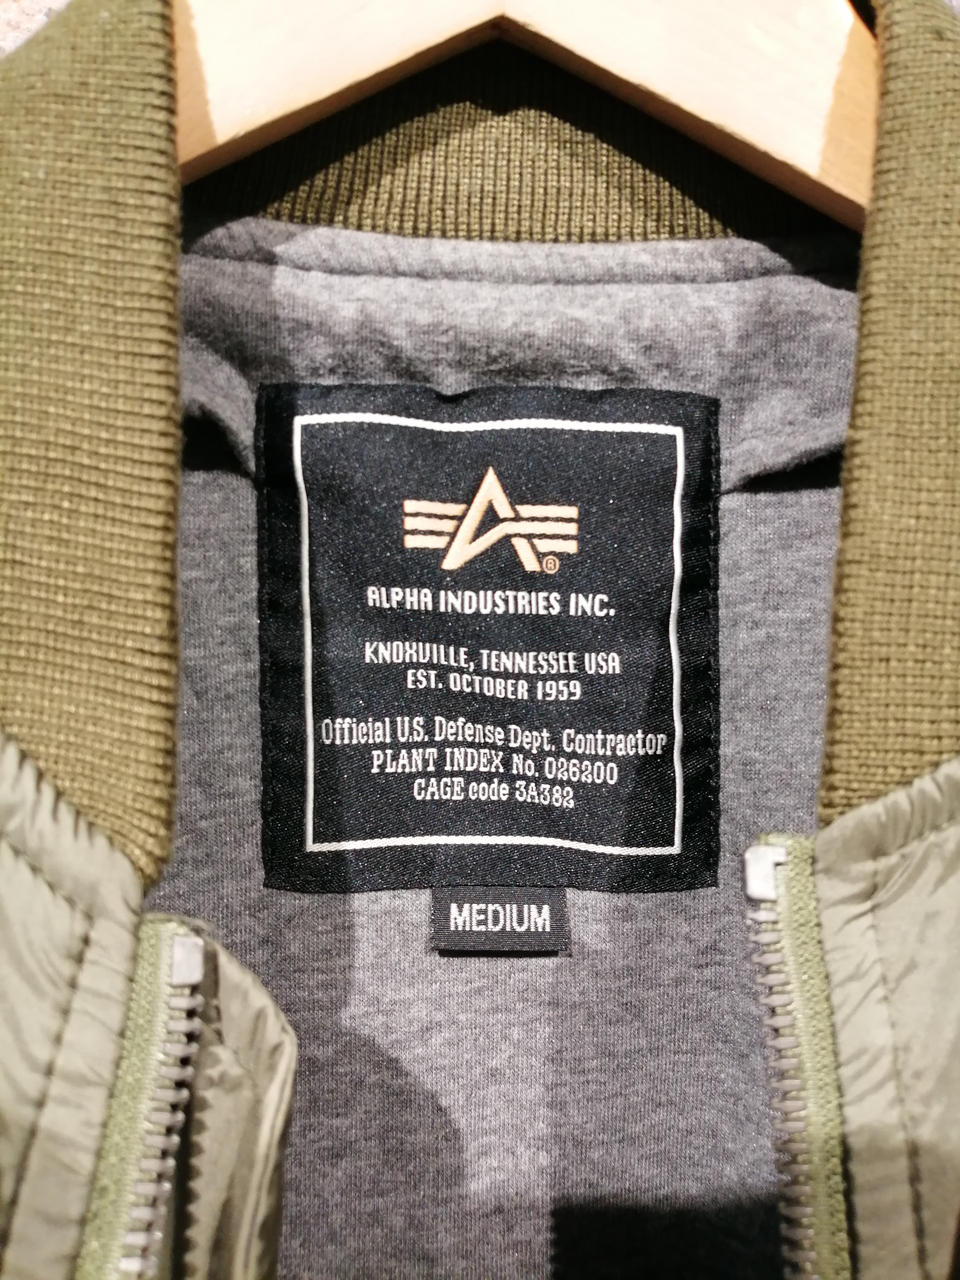 ®
ALPHA INDUSTRIES INC.
KNOXVILLE, TENNESSEE USA
EST. OCTOBER 1959
Official U.S. Defense Dept. Contractor
PLANT INDEX No. 026200
CAGE code 3A382
MEDIUM